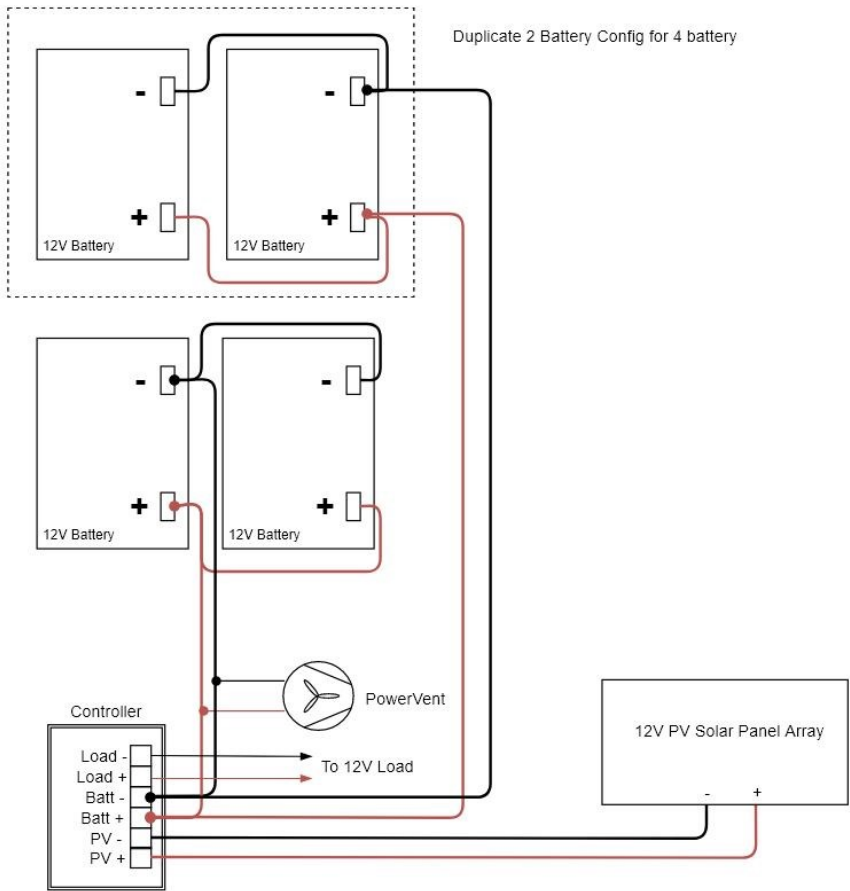 Duplicate 2 Battery Config for 4 battery
- -
+ +
12V Battery 12V Battery
- -
+ +
12V Battery 12V Battery
PowerVent
Controller
Load -
To 12V Load
Load +
Batt -
Batt +
PV -
PV +
12V PV Solar Panel Array
- +